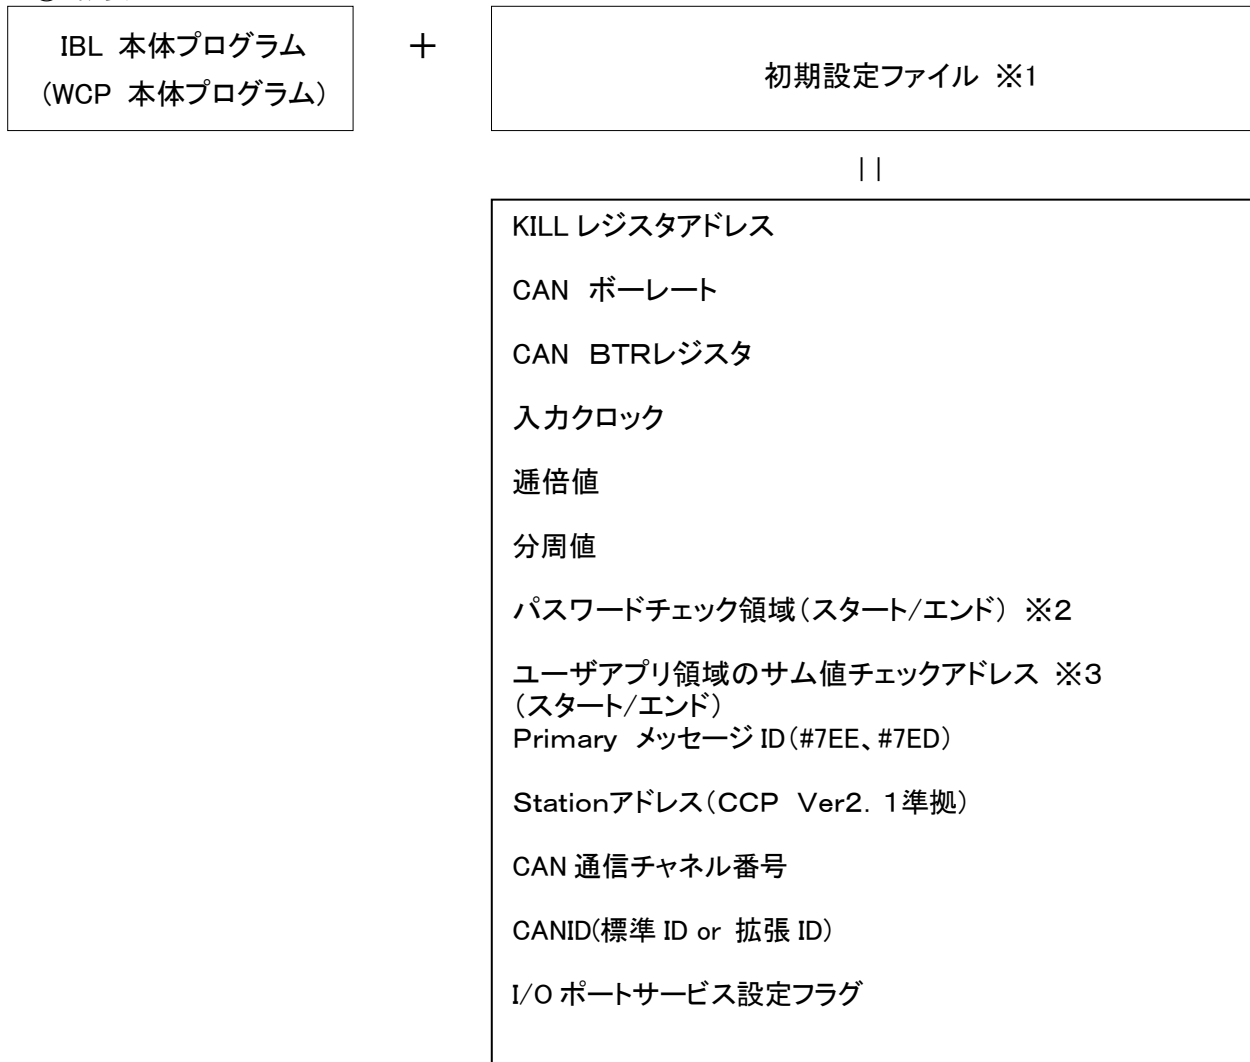 IBL 本体プログラム
(WCP 本体プログラム)
+
初期設定ファイル ※1
||
KILL レジスタアドレス
CAN ボーレート
CAN BTRレジスタ
入力クロック
逓倍値
分周値
パスワードチェック領域(スタート/エンド) ※2
ユーザアプリ領域のサム値チェックアドレス ※3
(スタート/エンド)
Primary メッセージ ID(#7EE、#7ED)
Stationアドレス(CCP Ver2.1準拠)
CAN 通信チャネル番号
CANID(標準 ID or 拡張 ID)
I/O ポートサービス設定フラグ